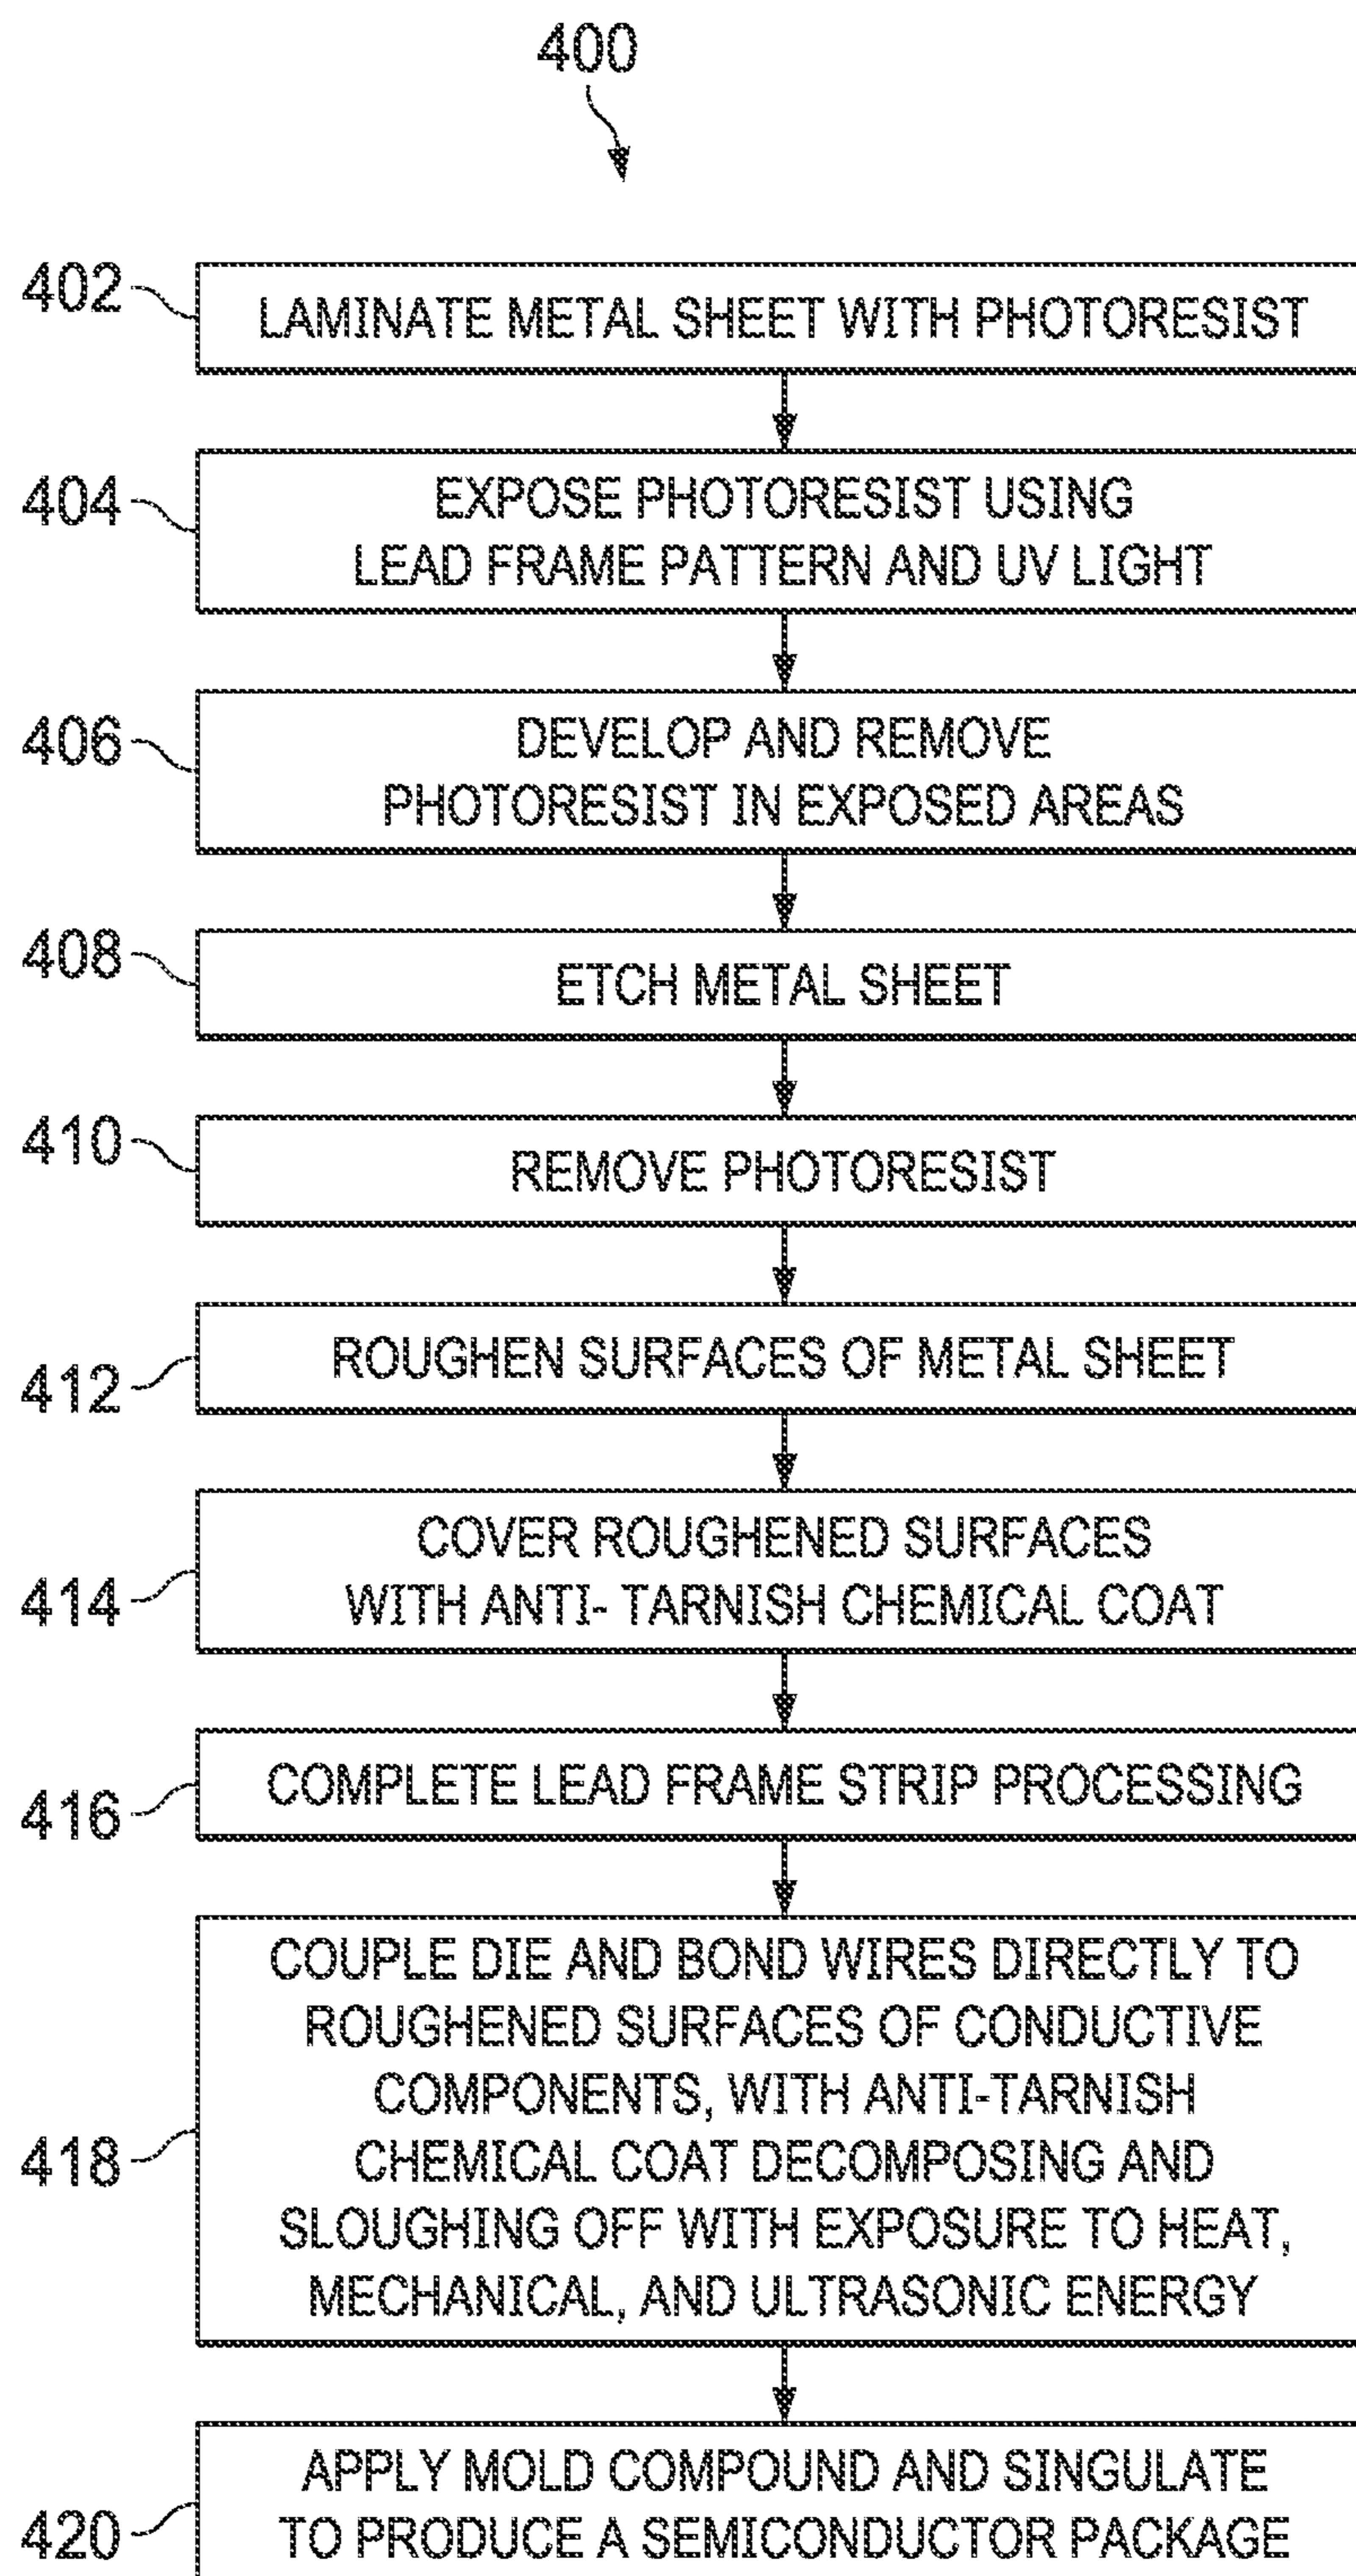 400
402
LAMINATE METAL SHEET WITH PHOTORESIST
404
EXPOSE PHOTORESIST USING
LEAD FRAME PATTERN AND UV LIGHT
406
DEVELOP AND REMOVE
PHOTORESIST IN EXPOSED AREAS
408
ETCH METAL SHEET
410
REMOVE PHOTORESIST
412
ROUGHEN SURFACES OF METAL SHEET
414
COVER ROUGHENED SURFACES
WITH ANTI- TARNISH CHEMICAL COAT
416
COMPLETE LEAD FRAME STRIP PROCESSING
418
COUPLE DIE AND BOND WIRES DIRECTLY TO
ROUGHENED SURFACES OF CONDUCTIVE
COMPONENTS, WITH ANTI-TARNISH
CHEMICAL COAT DECOMPOSING AND
SLOUGHING OFF WITH EXPOSURE TO HEAT,
MECHANICAL, AND ULTRASONIC ENERGY
420
APPLY MOLD COMPOUND AND SINGULATE
TO PRODUCE A SEMICONDUCTOR PACKAGE